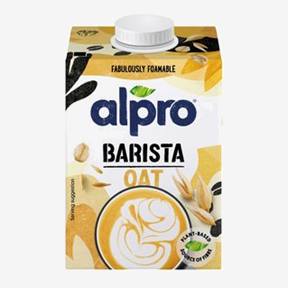 FABULOUSLY FOAMABLE
alpro
BARISTA
OAT
Serving suggestion
PLANT-BASED
SOURCE OF FIBRE